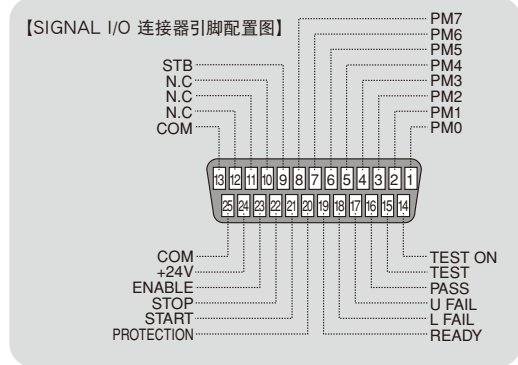 【SIGNAL I/O 连接器引脚配置图】
PM7
PM6
PM5
PM4
PM3
PM2
PM1
PM0
STB
N.C
N.C
N.C
COM
13 12 11 10 9 8 7 6 5 4 3 2 1
25 24 23 22 21 20 19 18 17 16 15 14
COM
+24V
ENABLE
STOP
START
PROTECTION
TEST ON
TEST
PASS
U FAIL
L FAIL
READY